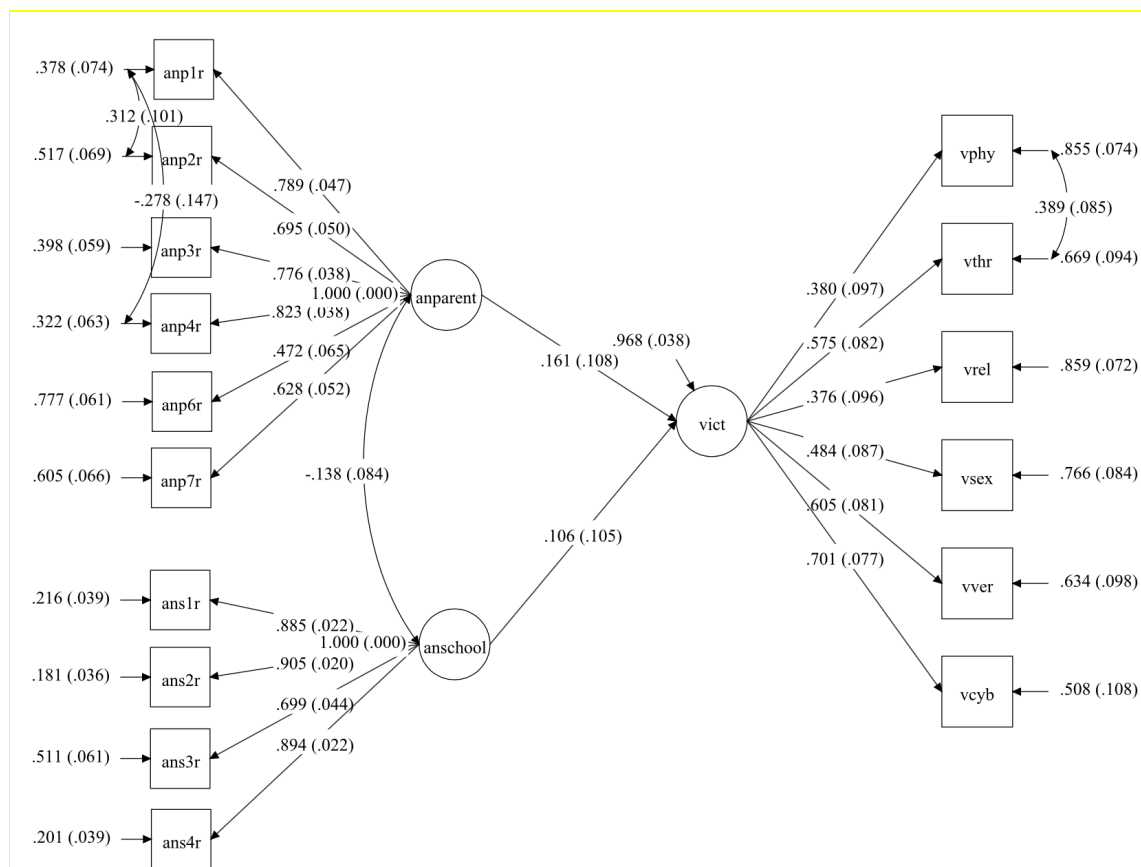 .378 (.074)
anp1r
.312 (.101)
.517 (.069)
anp2r
-.278 (.147)
.398 (.059)
anp3r
.322 (.063)
anp4r
.777 (.061)
anp6r
.605 (.066)
anp7r
.789 (.047)
.695 (.050)
.776 (.038)
1.000 (.000)
.823 (.038)
.472 (.065)
.628 (.052)
anparent
-.138 (.084)
.216 (.039)
ans1r
.181 (.036)
ans2r
.511 (.061)
ans3r
.201 (.039)
ans4r
.885 (.022)
1.000 (.000)
.905 (.020)
.699 (.044)
.894 (.022)
anschool
.161 (.108)
.106 (.105)
.968 (.038)
vict
.380 (.097)
.575 (.082)
.376 (.096)
.484 (.087)
.605 (.081)
.701 (.077)
vphy
.855 (.074)
.389 (.085)
vthr
.669 (.094)
vrel
.859 (.072)
vsex
.766 (.084)
vver
.634 (.098)
vcyb
.508 (.108)